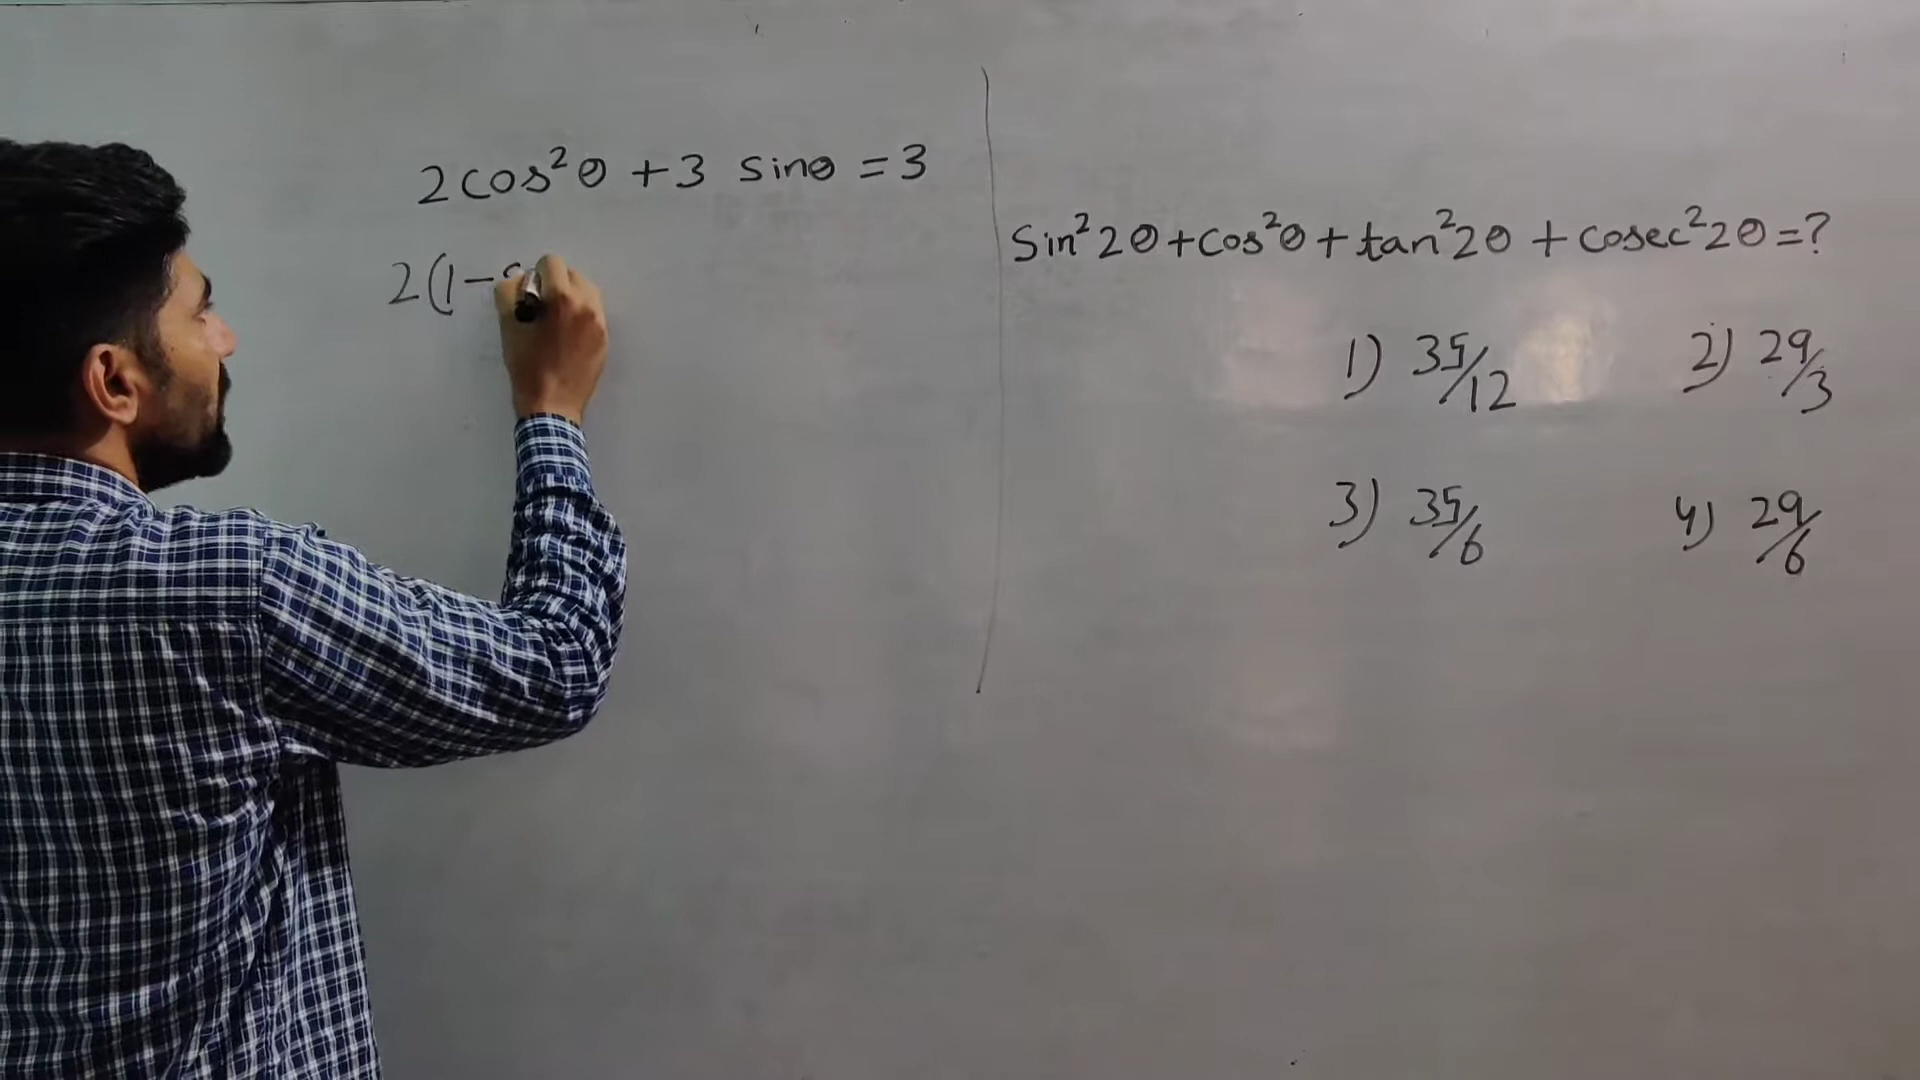 2cos²θ + 3 sinθ = 3
2(1-
Sin²2θ+cos²θ+tan²2θ+cosec²2θ=?
1) 35/12 2) 29/3
3) 35/6 4) 29/6